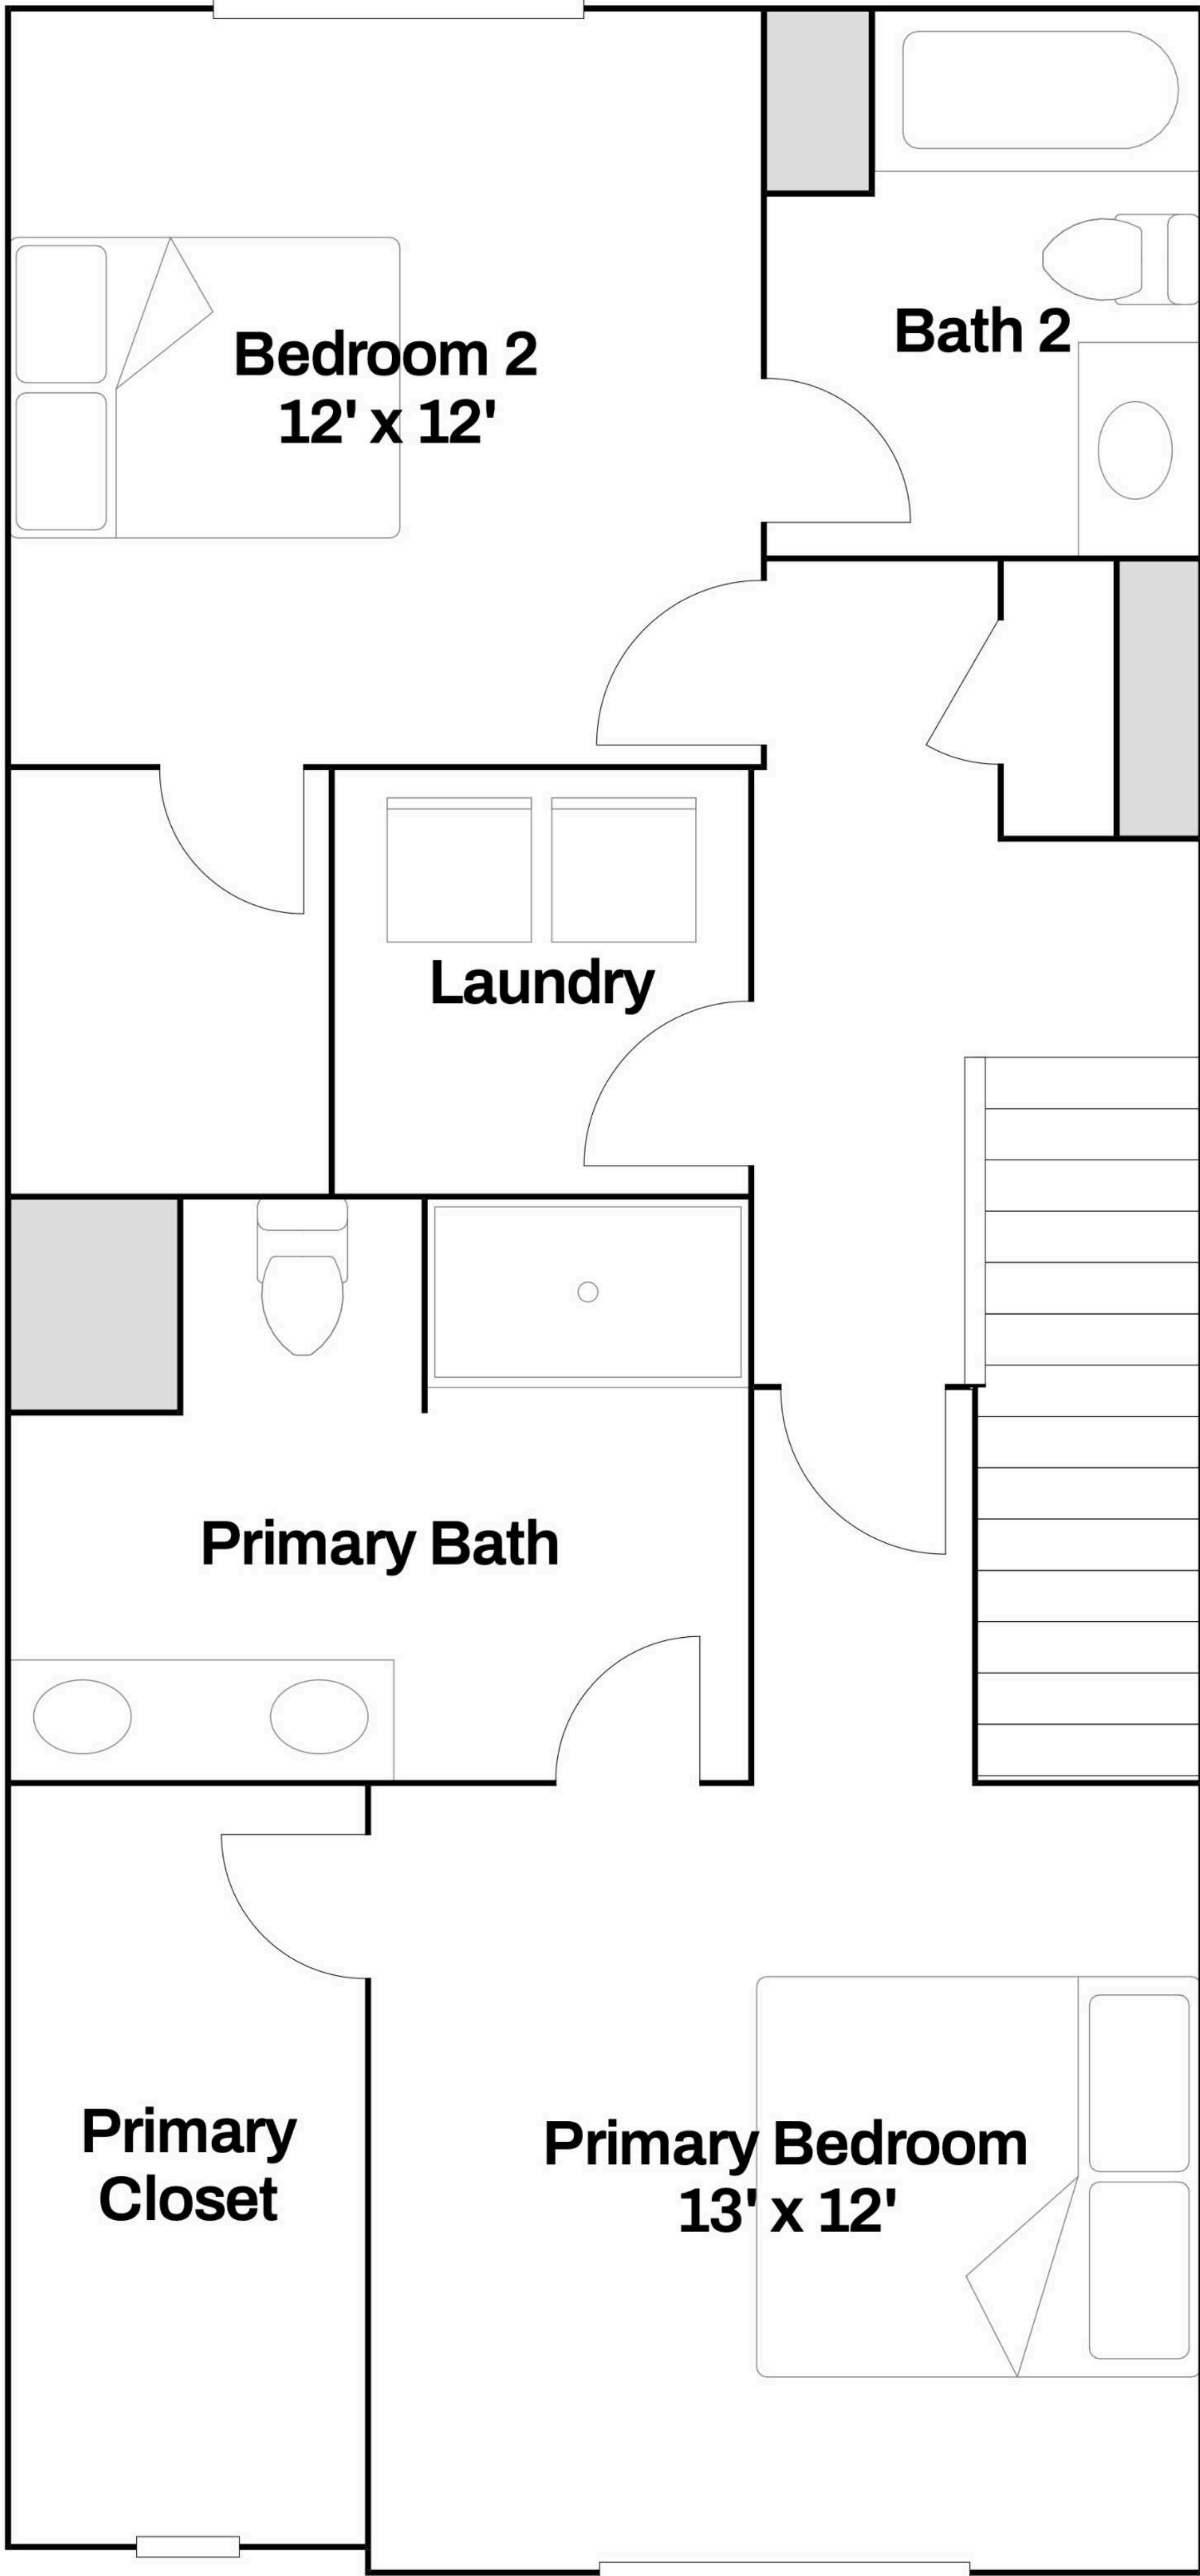 Bedroom 2
12' x 12'
Bath 2
Laundry
Primary Bath
Primary
Closet
Primary Bedroom
13' x 12'